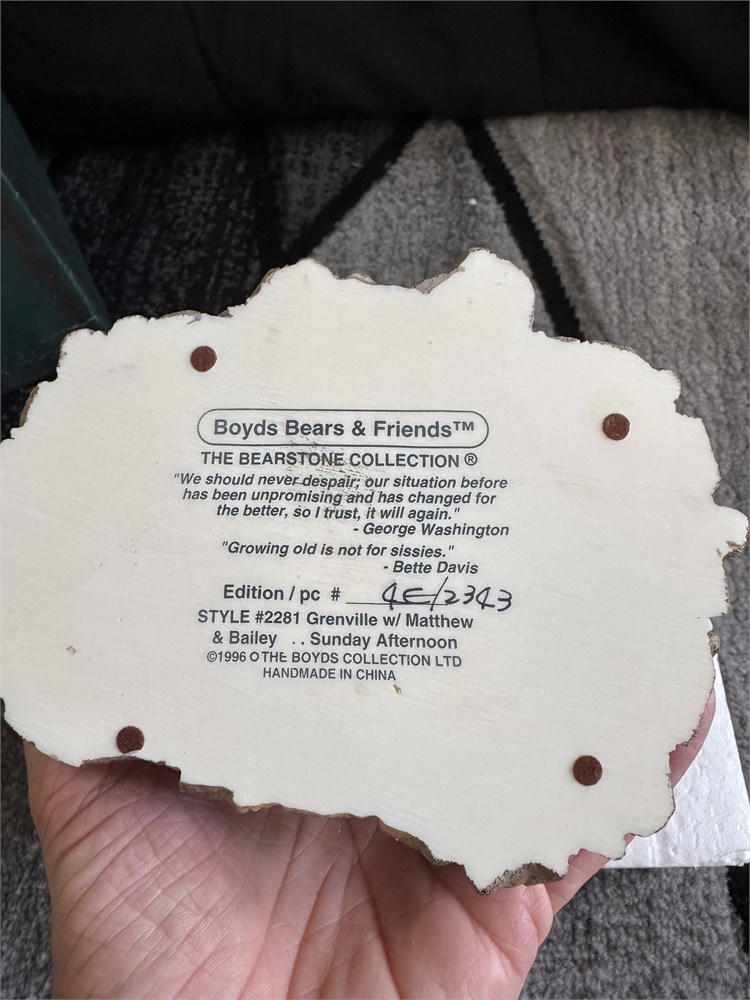 Boyds Bears & Friends™
THE BEARSTONE COLLECTION ®
"We should never despair; our situation before
has been unpromising and has changed for
the better, so I trust, it will again."
- George Washington
"Growing old is not for sissies."
- Bette Davis
Edition / pc # 4E/2343
STYLE #2281 Grenville w/ Matthew
& Bailey . . Sunday Afternoon
©1996 O THE BOYDS COLLECTION LTD
HANDMADE IN CHINA